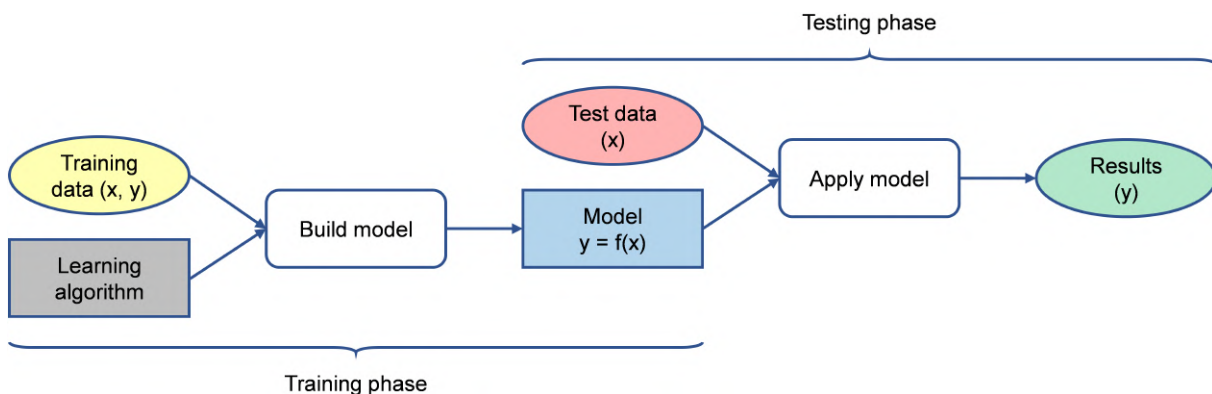 Testing phase
Test data
(x)
Training
data (x, y)
Build model
Learning
algorithm
Model
y = f(x)
Apply model
Results
(y)
Training phase